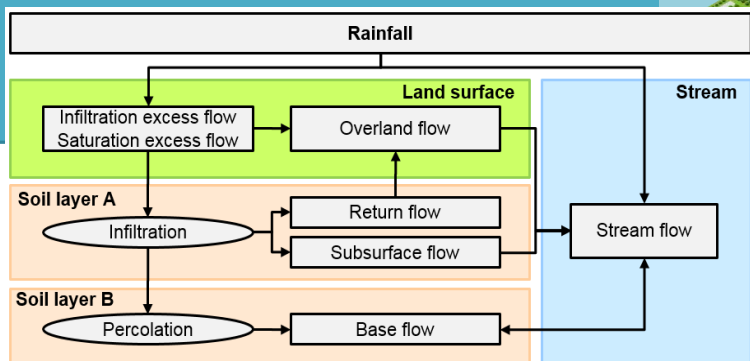 Rainfall
Land surface
Stream
Infiltration excess flow
Saturation excess flow
Overland flow
Soil layer A
Return flow
Infiltration
Subsurface flow
Stream flow
Soil layer B
Percolation
Base flow